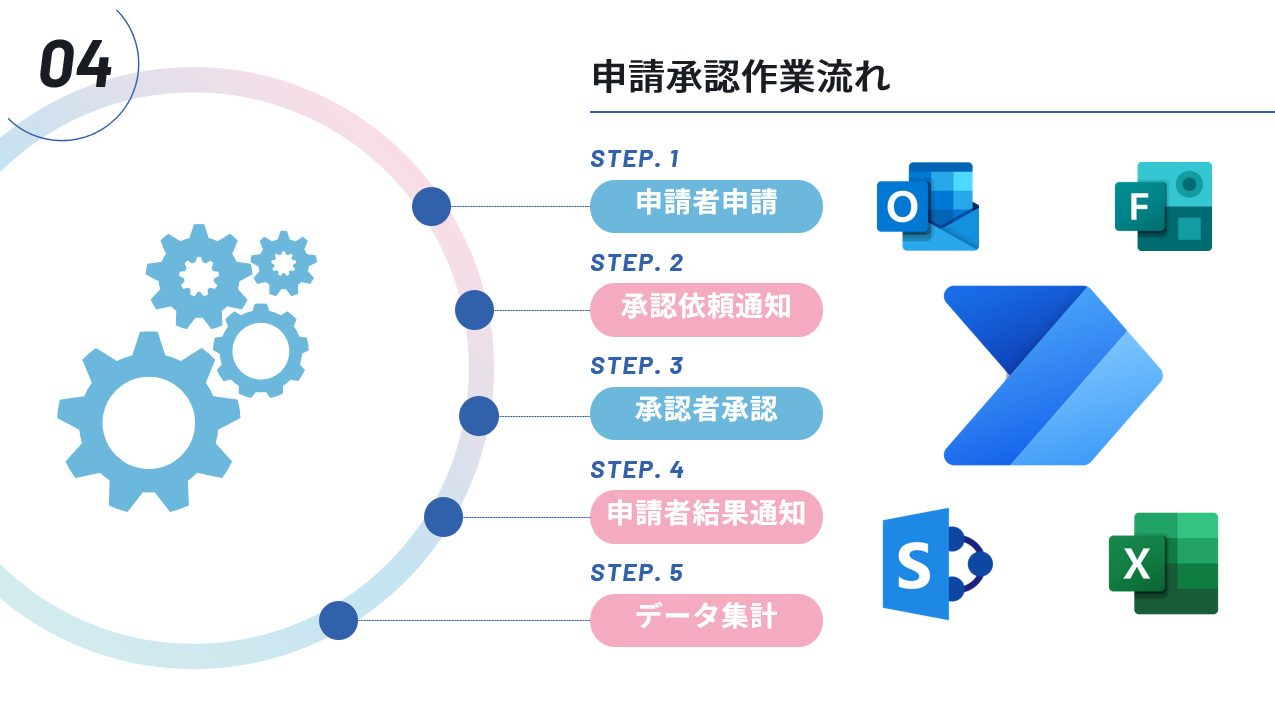 04
申請承認作業流れ
STEP. 1
申請者申請
STEP. 2
承認依頼通知
STEP. 3
承認者承認
STEP. 4
申請者結果通知
STEP. 5
データ集計
O
F
S
X